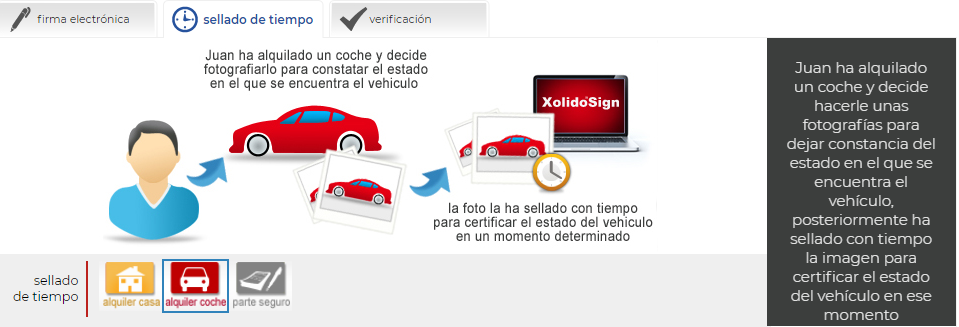 firma electrónica
sellado de tiempo
verificación
Juan ha alquilado un coche y decide
fotografiarlo para constatar el estado
en el que se encuentra el vehiculo
XolidoSign
la foto la ha sellado con tiempo
para certificar el estado del vehiculo
en un momento determinado
Juan ha alquilado
un coche y decide
hacerle unas
fotografías para
dejar constancia del
estado en el que se
encuentra el
vehículo,
posteriormente ha
sellado con tiempo
la imagen para
certificar el estado
del vehículo en ese
momento
sellado
de tiempo
alquiler casa
alquiler coche
parte seguro